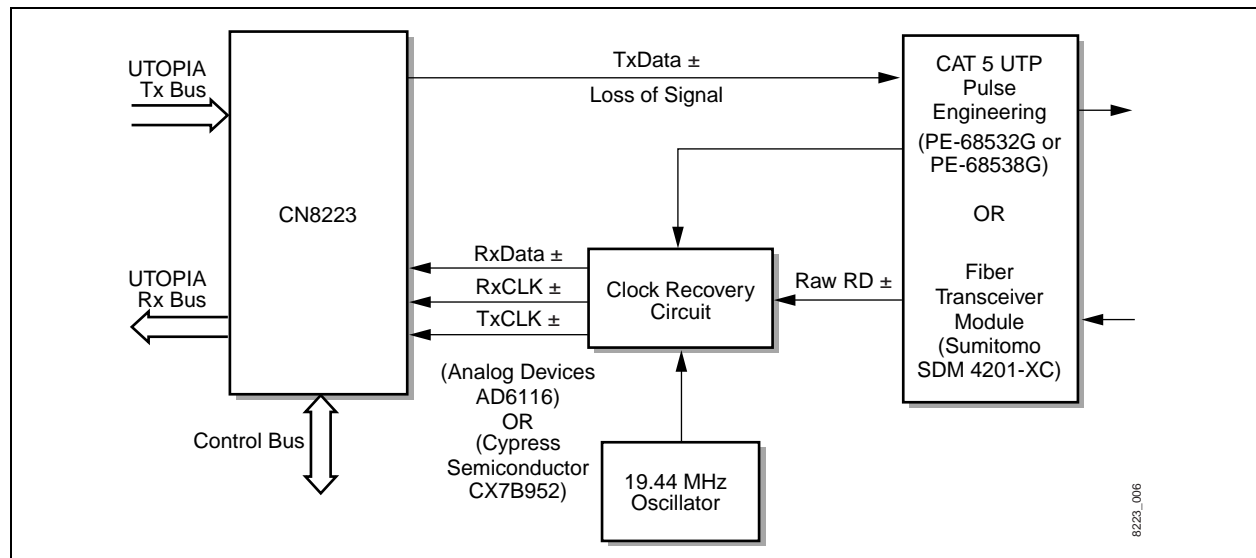 UTOPIA
Tx Bus
CN8223
UTOPIA
Rx Bus
Control Bus
TxData ±
Loss of Signal
RxData ±
RxCLK ±
TxCLK ±
Clock Recovery
Circuit
Raw RD ±
(Analog Devices
AD6116)
OR
(Cypress
Semiconductor
CX7B952)
19.44 MHz
Oscillator
CAT 5 UTP
Pulse
Engineering
(PE-68532G or
PE-68538G)
OR
Fiber
Transceiver
Module
(Sumitomo
SDM 4201-XC)
8223_006